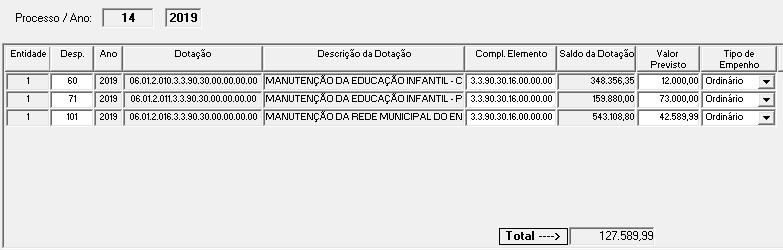 Processo / Ano: 14 2019
Entidade Desp. Ano Dotação Descrição da Dotação Compl. Elemento Saldo da Dotação Valor Previsto Tipo de Empenho
1 60 2019 06.01.2.010.3.3.90.30.00.00.00.00 MANUTENÇÃO DA EDUCAÇÃO INFANTIL - C 3.3.90.30.16.00.00.00 348.356,35 12.000,00 Ordinário
1 71 2019 06.01.2.011.3.3.90.30.00.00.00.00 MANUTENÇÃO DA EDUCAÇÃO INFANTIL - P 3.3.90.30.16.00.00.00 159.880,00 73.000,00 Ordinário
1 101 2019 06.01.2.016.3.3.90.30.00.00.00.00 MANUTENÇÃO DA REDE MUNICIPAL DO EN 3.3.90.30.16.00.00.00 543.108,80 42.589,99 Ordinário
Total ----> 127.589,99